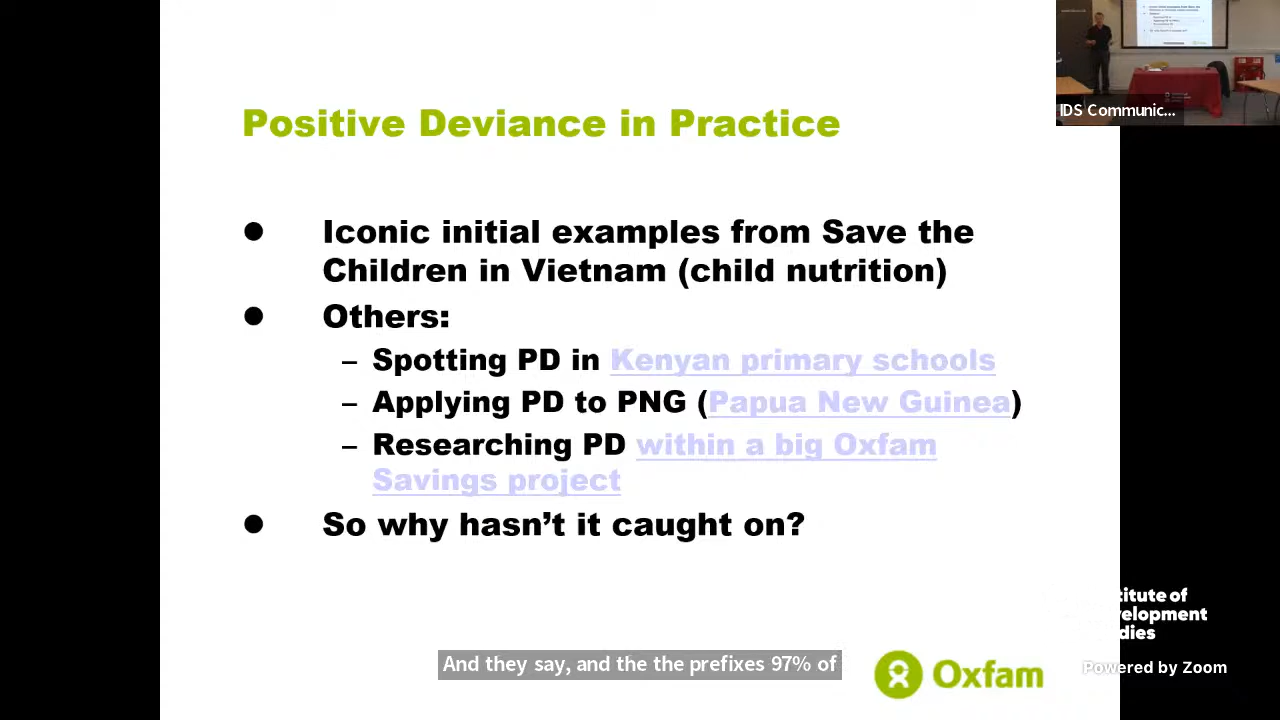 Positive Deviance in Practice
● Iconic initial examples from Save the
Children in Vietnam (child nutrition)
● Others:
– Spotting PD in Kenyan primary schools
– Applying PD to PNG (Papua New Guinea)
– Researching PD within a big Oxfam
Savings project
● So why hasn’t it caught on?
And they say, and the the prefixes 97% of
Oxfam
IDS Communic...
titute of
velopment
dies
Powered by Zoom